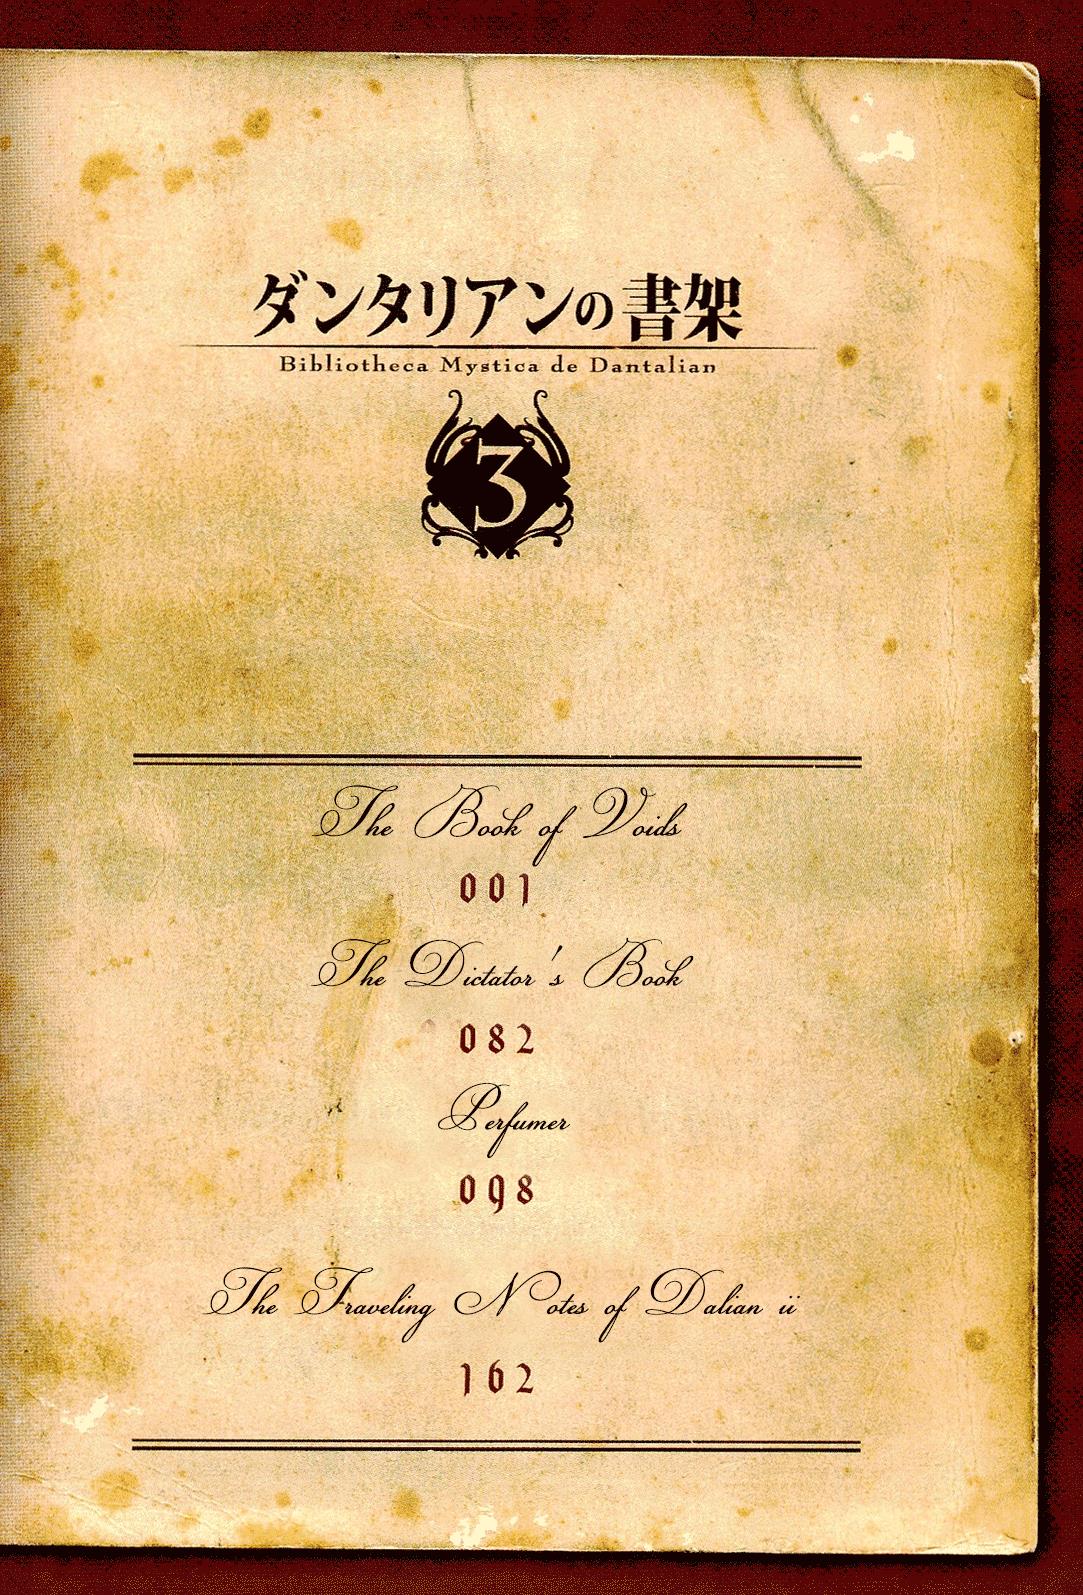 ダンタリアンの書架
Bibliotheca Mystica de Dantalian
3
The Book of Voids
001
The Dictator's Book
082
Perfumer
098
The Traveling Notes of Dalian ii
162